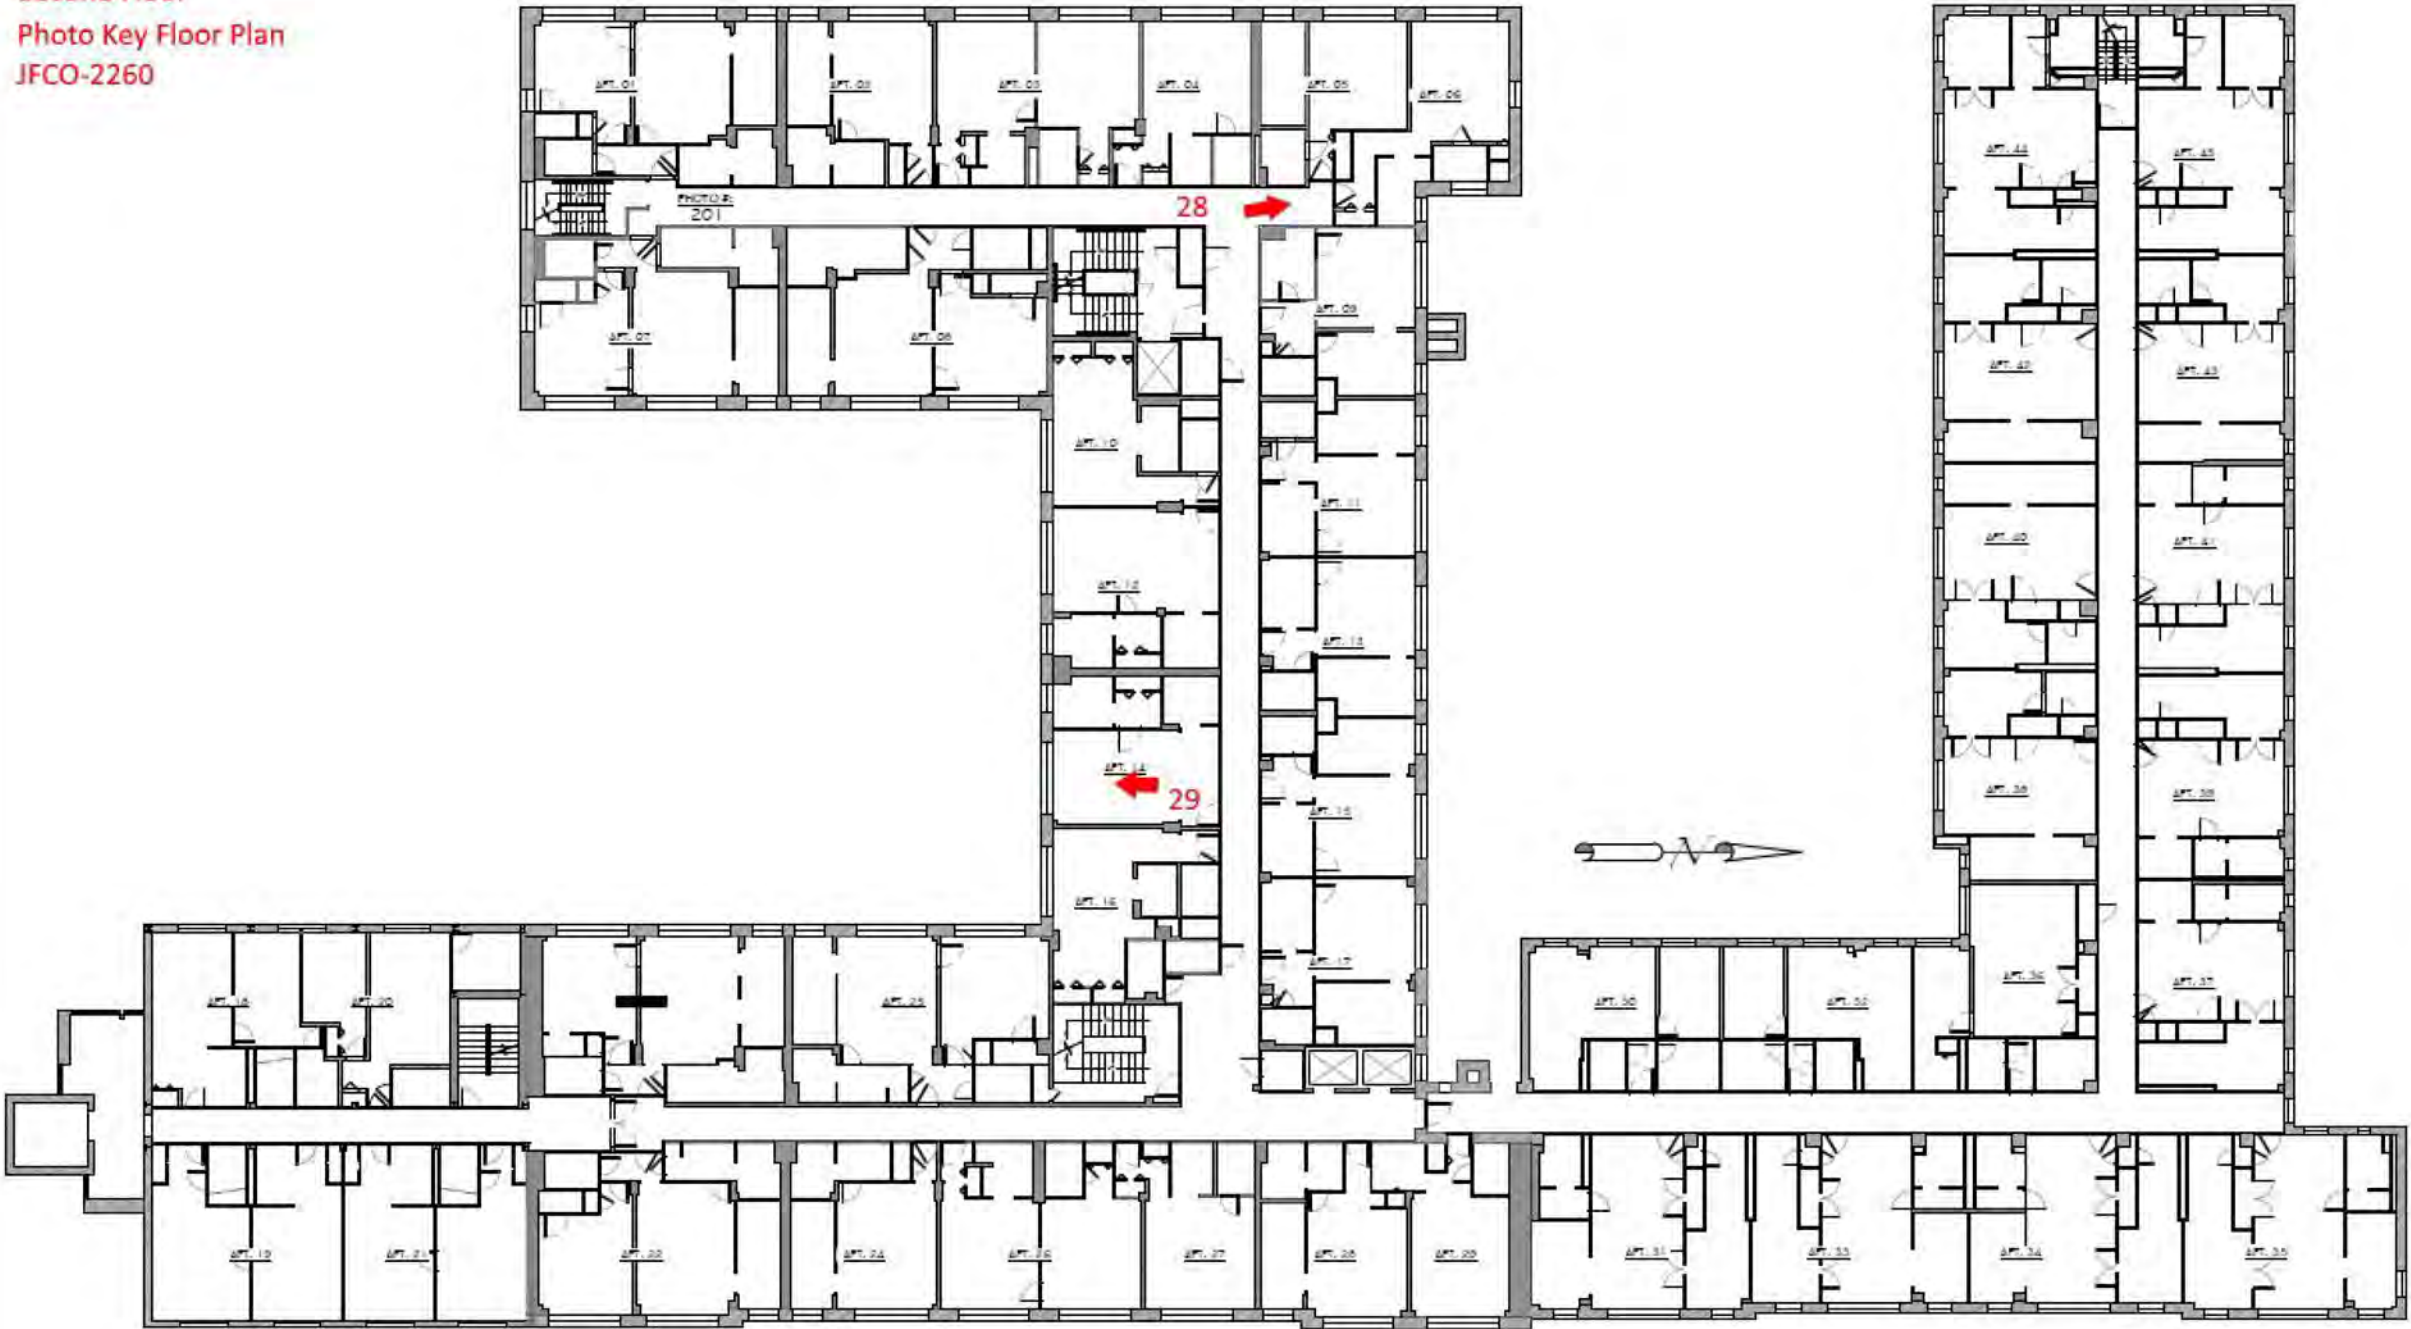 Photo Key Floor Plan
JFCO-2260
APT. 01
APT. 02
APT. 03
APT. 04
APT. 05
APT. 06
PHOTO #:
201
28
APT. 07
APT. 08
APT. 09
APT. 10
APT. 11
APT. 12
APT. 13
APT. 14
29
APT. 15
APT. 16
APT. 17
N
APT. 18
APT. 20
APT. 23
APT. 19
APT. 21
APT. 22
APT. 24
APT. 26
APT. 27
APT. 28
APT. 29
APT. 30
APT. 32
APT. 31
APT. 33
APT. 34
APT. 35
APT. 36
APT. 37
APT. 38
APT. 39
APT. 40
APT. 41
APT. 42
APT. 43
APT. 44
APT. 45